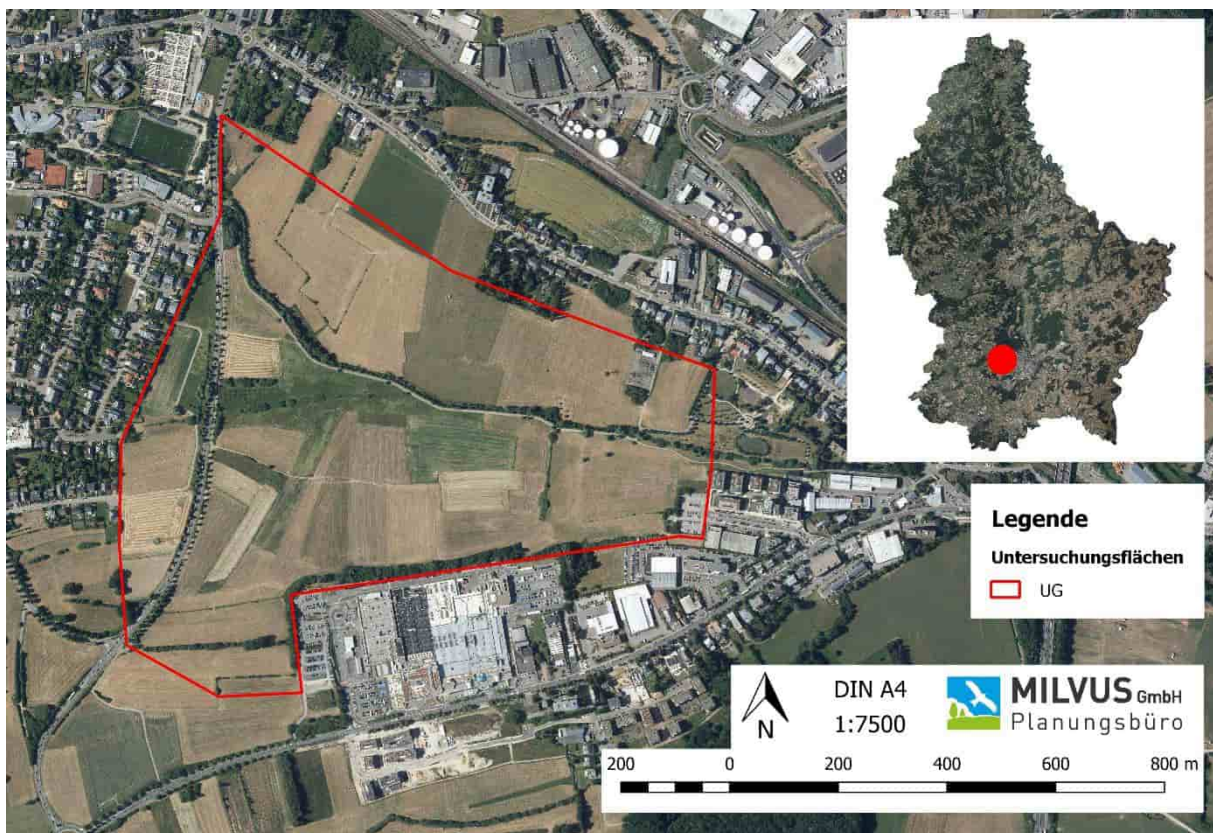 Legende
Untersuchungsflächen
UG
DIN A4
1:7500
N
MILVUS GmbH
Planungsbüro
200 0 200 400 600 800 m